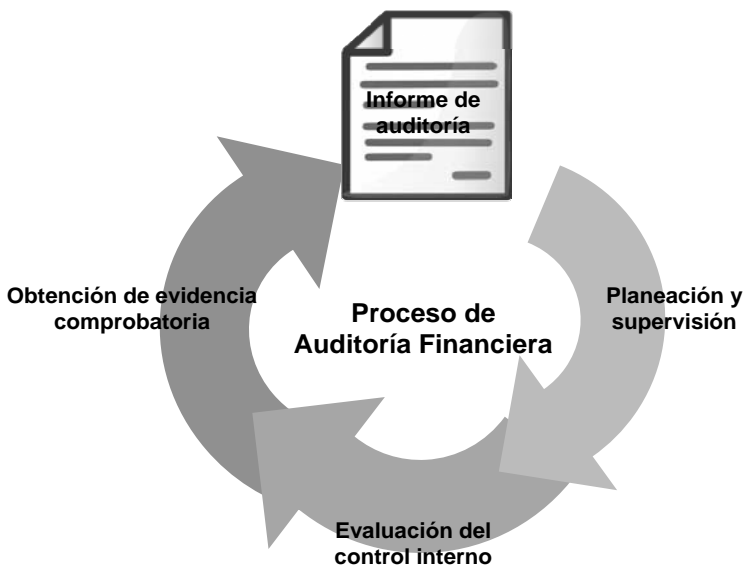 Informe de
auditoría
Planeación y
supervisión
Evaluación del
control interno
Obtención de evidencia
comprobatoria
Proceso de
Auditoría Financiera